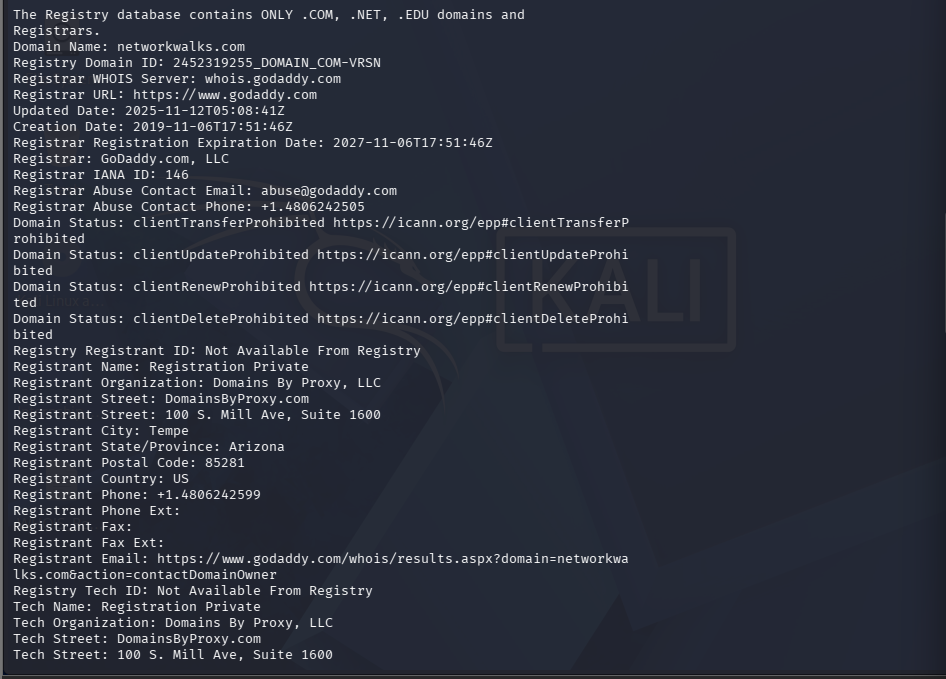 The Registry database contains ONLY .COM, .NET, .EDU domains and
Registrars.
Domain Name: networkwalks.com
Registry Domain ID: 2452319255_DOMAIN_COM-VRSN
Registrar WHOIS Server: whois.godaddy.com
Registrar URL: https://www.godaddy.com
Updated Date: 2025-11-12T05:08:41Z
Creation Date: 2019-11-06T17:51:46Z
Registrar Registration Expiration Date: 2027-11-06T17:51:46Z
Registrar: GoDaddy.com, LLC
Registrar IANA ID: 146
Registrar Abuse Contact Email: abuse@godaddy.com
Registrar Abuse Contact Phone: +1.4806242505
Domain Status: clientTransferProhibited https://icann.org/epp#clientTransferP
rohibited
Domain Status: clientUpdateProhibited https://icann.org/epp#clientUpdateProhi
bited
Domain Status: clientRenewProhibited https://icann.org/epp#clientRenewProhibi
ted
Domain Status: clientDeleteProhibited https://icann.org/epp#clientDeleteProhi
bited
Registry Registrant ID: Not Available From Registry
Registrant Name: Registration Private
Registrant Organization: Domains By Proxy, LLC
Registrant Street: DomainsByProxy.com
Registrant Street: 100 S. Mill Ave, Suite 1600
Registrant City: Tempe
Registrant State/Province: Arizona
Registrant Postal Code: 85281
Registrant Country: US
Registrant Phone: +1.4806242599
Registrant Phone Ext:
Registrant Fax:
Registrant Fax Ext:
Registrant Email: https://www.godaddy.com/whois/results.aspx?domain=networkwa
lks.com&action=contactDomainOwner
Registry Tech ID: Not Available From Registry
Tech Name: Registration Private
Tech Organization: Domains By Proxy, LLC
Tech Street: DomainsByProxy.com
Tech Street: 100 S. Mill Ave, Suite 1600
KALI